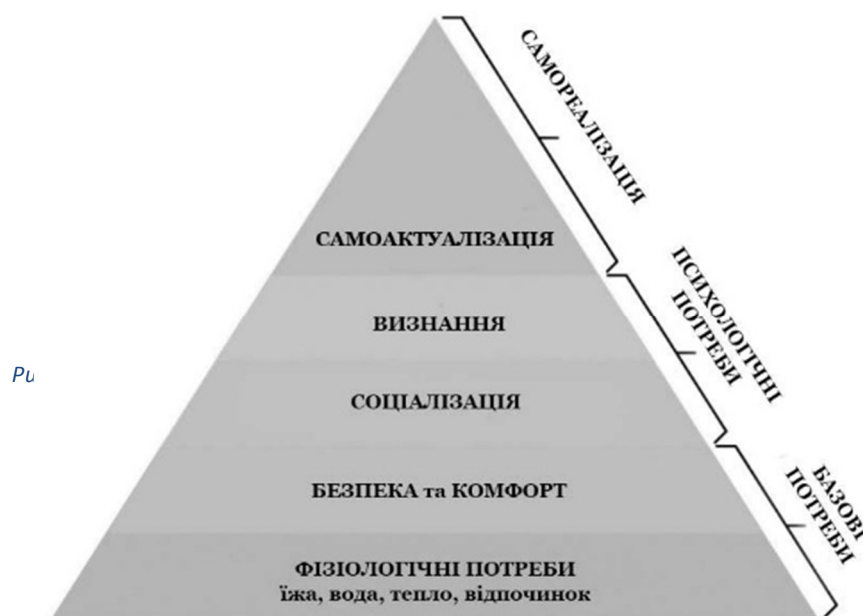 САМОРЕАЛІЗАЦІЯ
САМОАКТУАЛІЗАЦІЯ
ПСИХОЛОГІЧНІ
ПОТРЕБИ
ВИЗНАННЯ
СОЦІАЛІЗАЦІЯ
БАЗОВІ
ПОТРЕБИ
БЕЗПЕКА та КОМФОРТ
ФІЗІОЛОГІЧНІ ПОТРЕБИ
їжа, вода, тепло, відпочинок